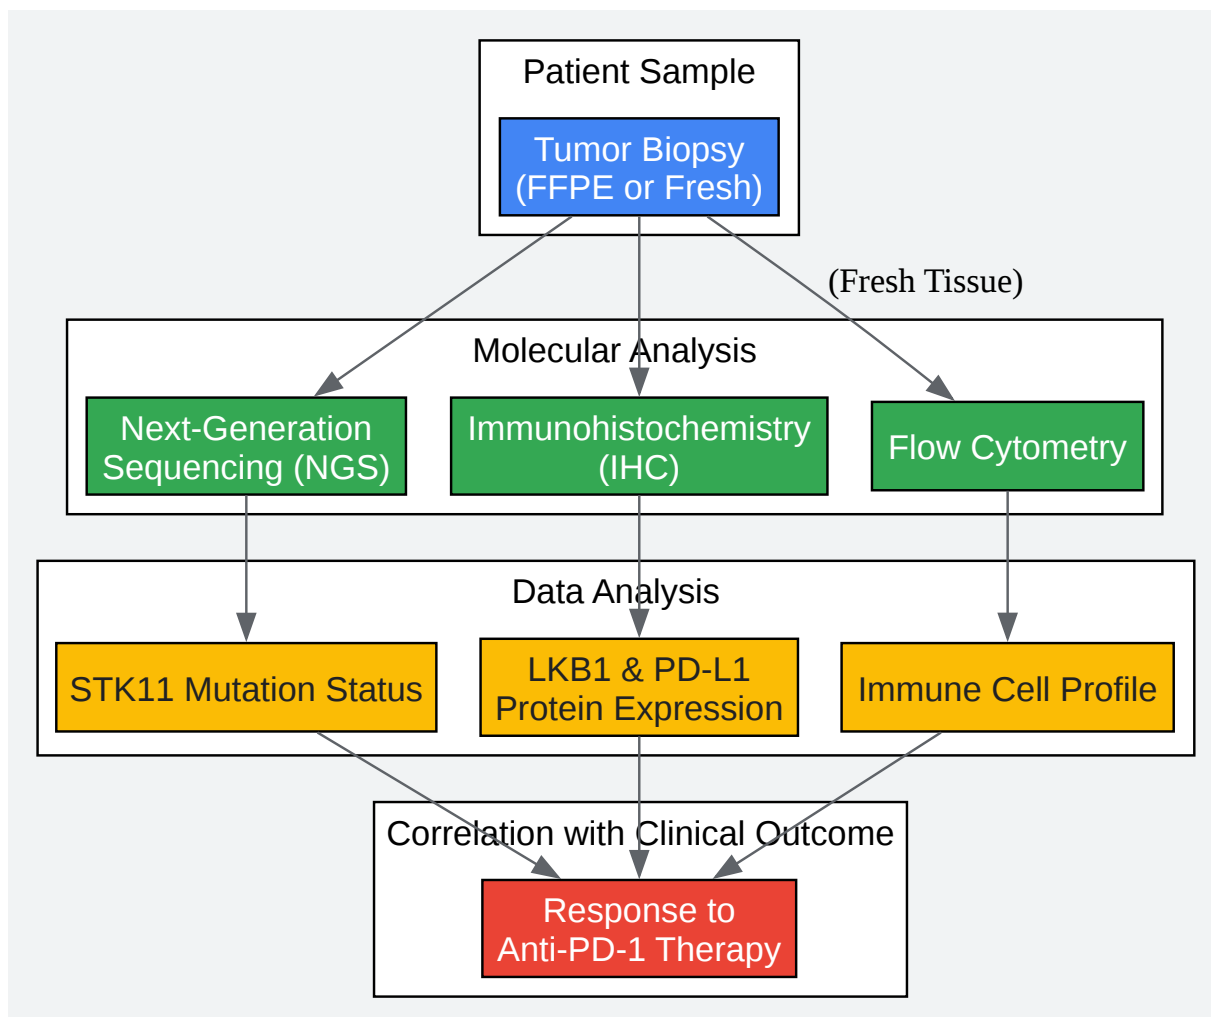 Patient Sample
Tumor Biopsy
(FFPE or Fresh)
(Fresh Tissue)
Molecular Analysis
Next-Generation
Sequencing (NGS)
Immunohistochemistry
(IHC)
Flow Cytometry
Data Analysis
STK11 Mutation Status
LKB1 & PD-L1
Protein Expression
Immune Cell Profile
Correlation with Clinical Outcome
Response to
Anti-PD-1 Therapy